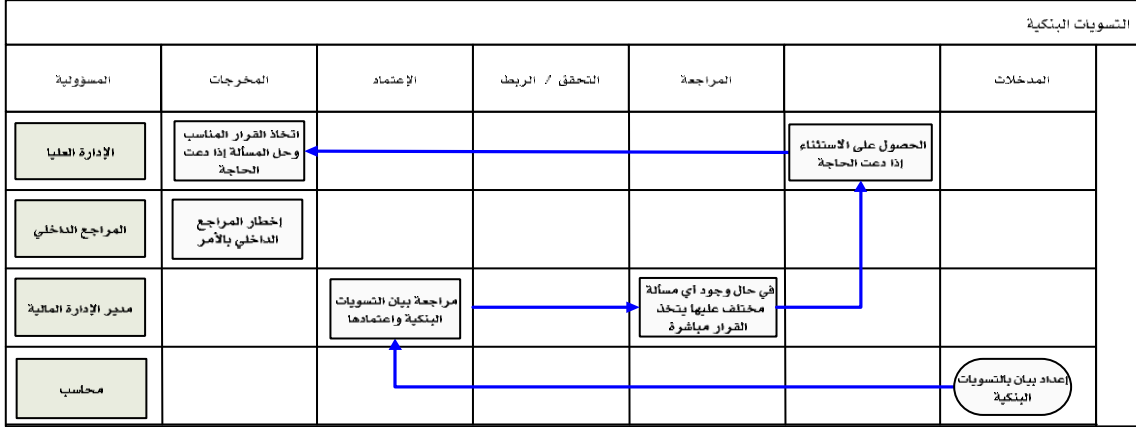 التسويات البنكية
المدخلات
المراجعة
التحقق / الربط
الإعتماد
المخرجات
المسؤولية
الحصول على الاستثناء
إذا دعت الحاجة
اتخاذ القرار المناسب
وحل المسألة إذا دعت
الحاجة
الإدارة العليا
إخطار المراجع
الداخلي بالأمر
المراجع الداخلي
في حال وجود أي مسألة
مختلف عليها يتخذ
القرار مباشرة
مراجعة بيان التسويات
البنكية واعتمادها
مدير الإدارة المالية
إعداد بيان بالتسويات
البنكية
محاسب